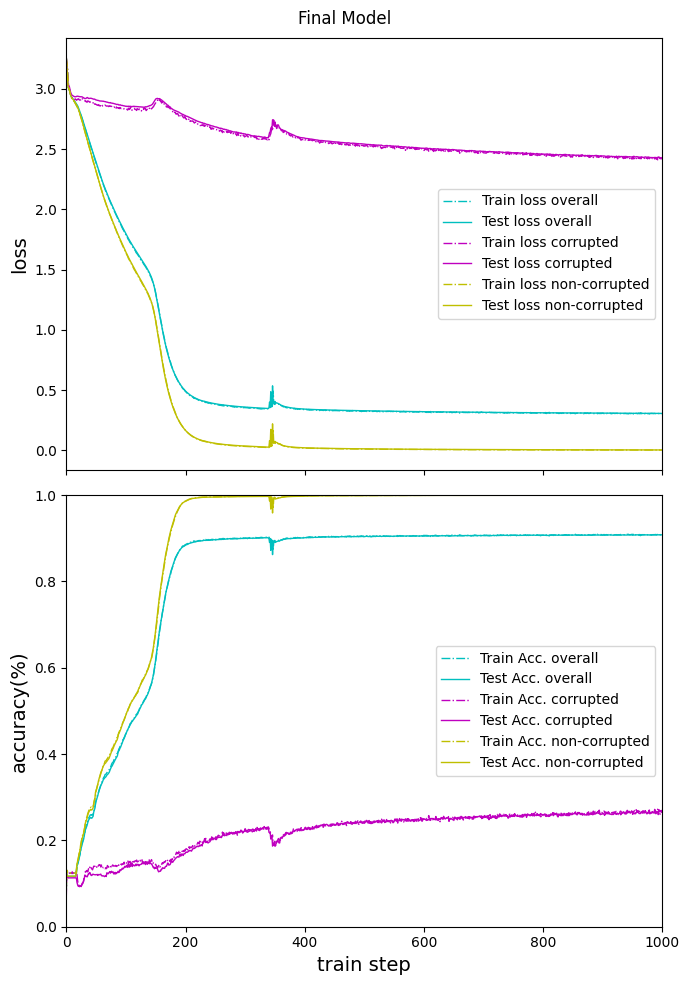 Final Model
3.0
2.5
2.0
1.5
1.0
0.5
0.0
loss
Train loss overall
Test loss overall
Train loss corrupted
Test loss corrupted
Train loss non-corrupted
Test loss non-corrupted
1.0
0.8
0.6
0.4
0.2
0.0
accuracy(%)
Train Acc. overall
Test Acc. overall
Train Acc. corrupted
Test Acc. corrupted
Train Acc. non-corrupted
Test Acc. non-corrupted
0 200 400 600 800 1000
train step